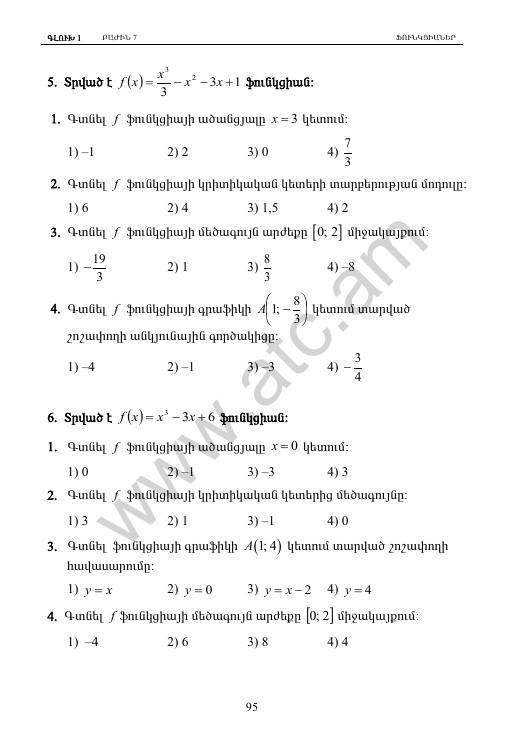 ԳԼՈՒԽ 1 ԲԱԺԻՆ 7 ՖՈՒՆԿՑԻԱՆԵՐ
5. Տրված է f(x) = x³/3 − x² − 3x + 1 ֆունկցիան:
1. Գտնել f ֆունկցիայի ածանցյալը x = 3 կետում:
1) –1 2) 2 3) 0 4) 7/3
2. Գտնել f ֆունկցիայի կրիտիկական կետերի տարբերության մոդուլը:
1) 6 2) 4 3) 1,5 4) 2
3. Գտնել f ֆունկցիայի մեծագույն արժեքը [0; 2] միջակայքում:
1) −19/3 2) 1 3) 8/3 4) –8
4. Գտնել f ֆունկցիայի գրաֆիկի A(1; −8/3) կետում տարված
շոշափողի անկյունային գործակիցը:
1) –4 2) –1 3) –3 4) −3/4
6. Տրված է f(x) = x³ − 3x + 6 ֆունկցիան:
1. Գտնել f ֆունկցիայի ածանցյալը x = 0 կետում:
1) 0 2) –1 3) –3 4) 3
2. Գտնել f ֆունկցիայի կրիտիկական կետերից մեծագույնը:
1) 3 2) 1 3) –1 4) 0
3. Գտնել ֆունկցիայի գրաֆիկի A(1; 4) կետում տարված շոշափողի
հավասարումը:
1) y = x 2) y = 0 3) y = x − 2 4) y = 4
4. Գտնել f ֆունկցիայի մեծագույն արժեքը [0; 2] միջակայքում:
1) –4 2) 6 3) 8 4) 4
www.atc.am
95